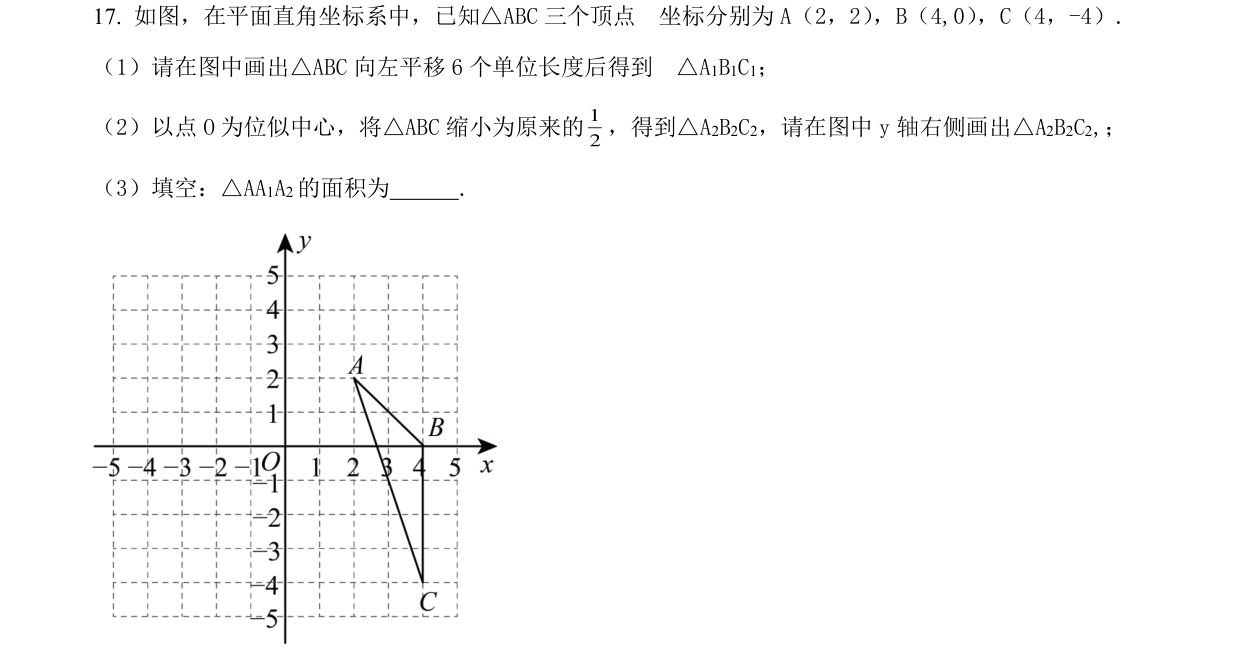 17. 如图，在平面直角坐标系中，已知△ABC 三个顶点 坐标分别为 A（2，2），B（4,0），C（4，-4）.
（1）请在图中画出△ABC 向左平移 6 个单位长度后得到 △A₁B₁C₁；
（2）以点 O 为位似中心，将△ABC 缩小为原来的 1/2，得到△A₂B₂C₂，请在图中 y 轴右侧画出△A₂B₂C₂,；
（3）填空：△AA₁A₂ 的面积为______.
y
5
4
3
A
2
1
B
−5 −4 −3 −2 −1 O 1 2 3 4 5 x
−1
−2
−3
−4
C
−5